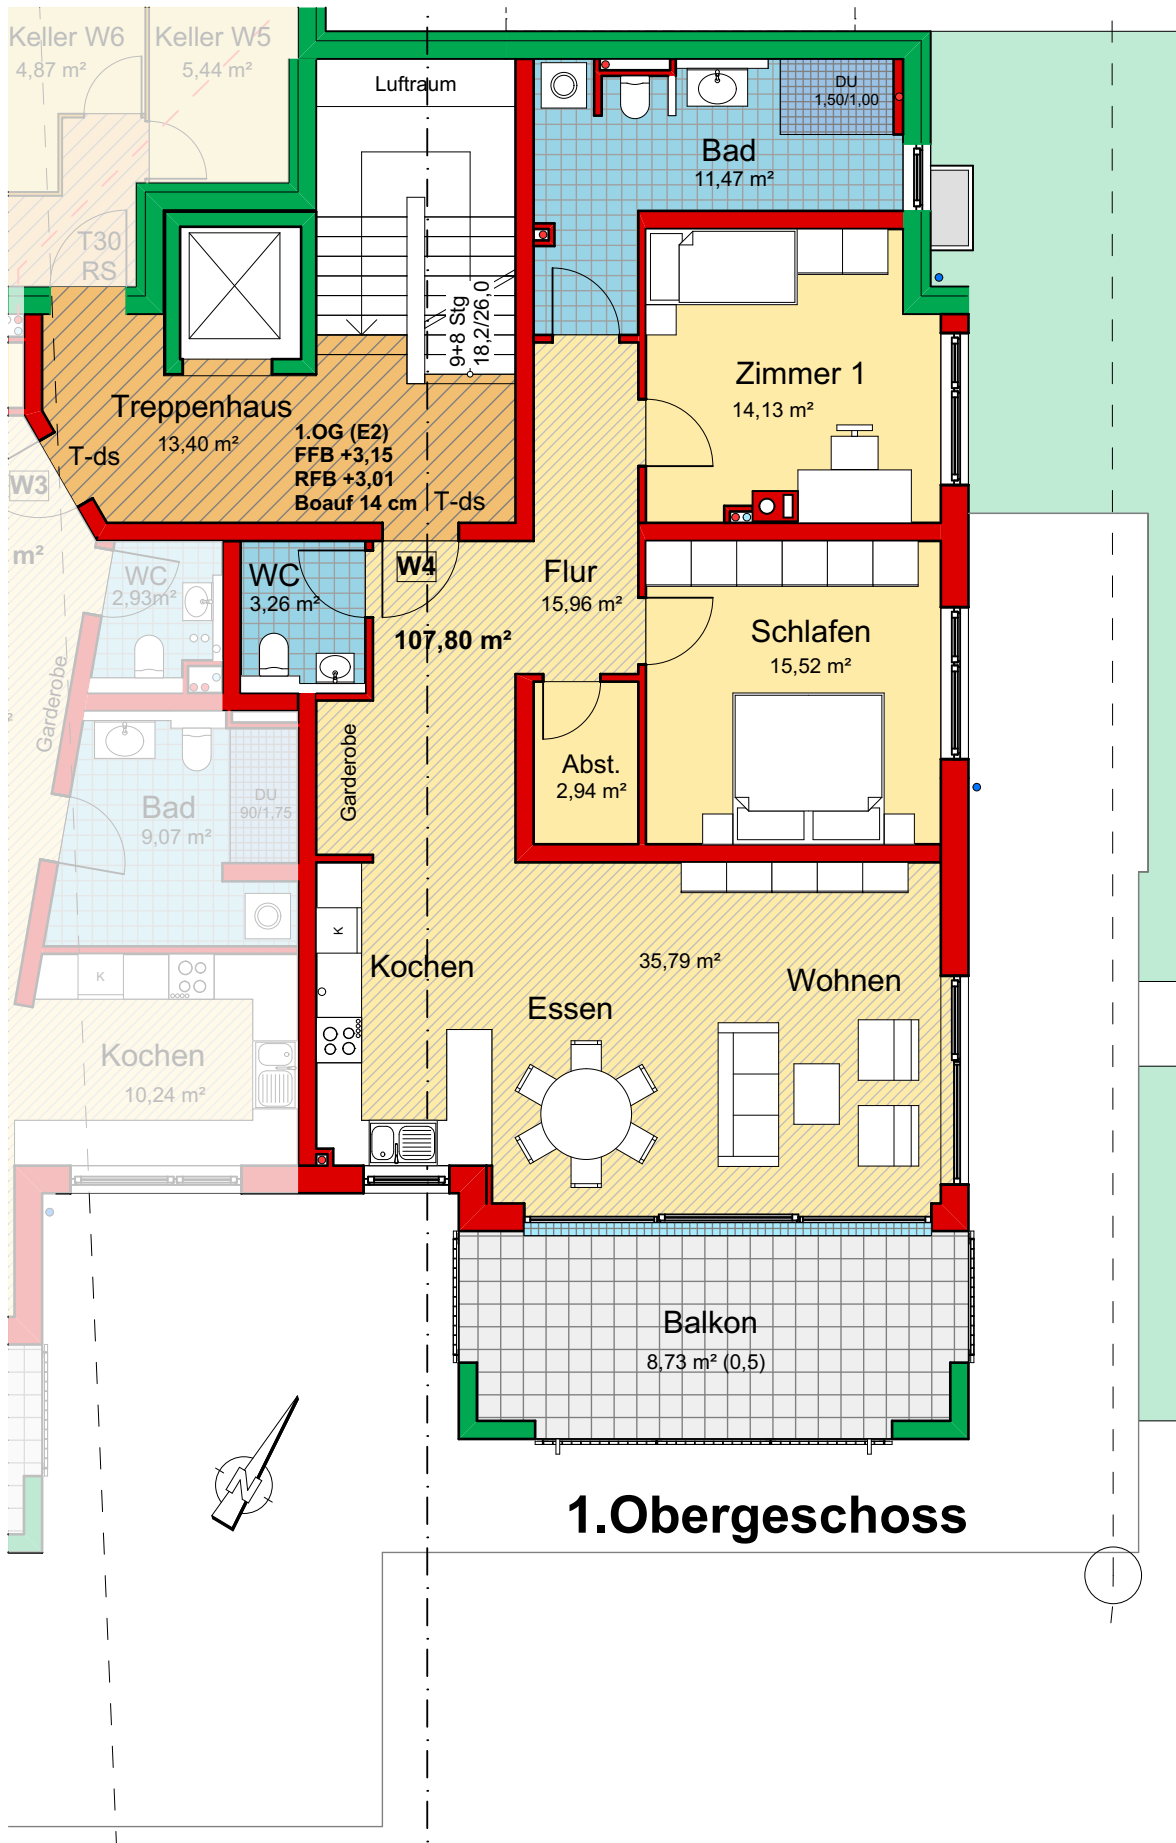 Keller W6
4,87 m²
Keller W5
5,44 m²
Luftraum
DU
1,50/1,00
Bad
11,47 m²
T30
RS
9+8 Stg
18,2/26,0
Zimmer 1
14,13 m²
Treppenhaus
13,40 m²
1.OG (E2)
FFB +3,15
RFB +3,01
Boauf 14 cm
T-ds
T-ds
W3
m²
WC
2,93m²
WC
3,26 m²
W4
107,80 m²
Flur
15,96 m²
Schlafen
15,52 m²
Garderobe
Garderobe
Abst.
2,94 m²
Bad
9,07 m²
DU
90/1,75
K
K
Kochen
35,79 m²
Wohnen
Essen
Kochen
10,24 m²
Balkon
8,73 m² (0,5)
N
1.Obergeschoss